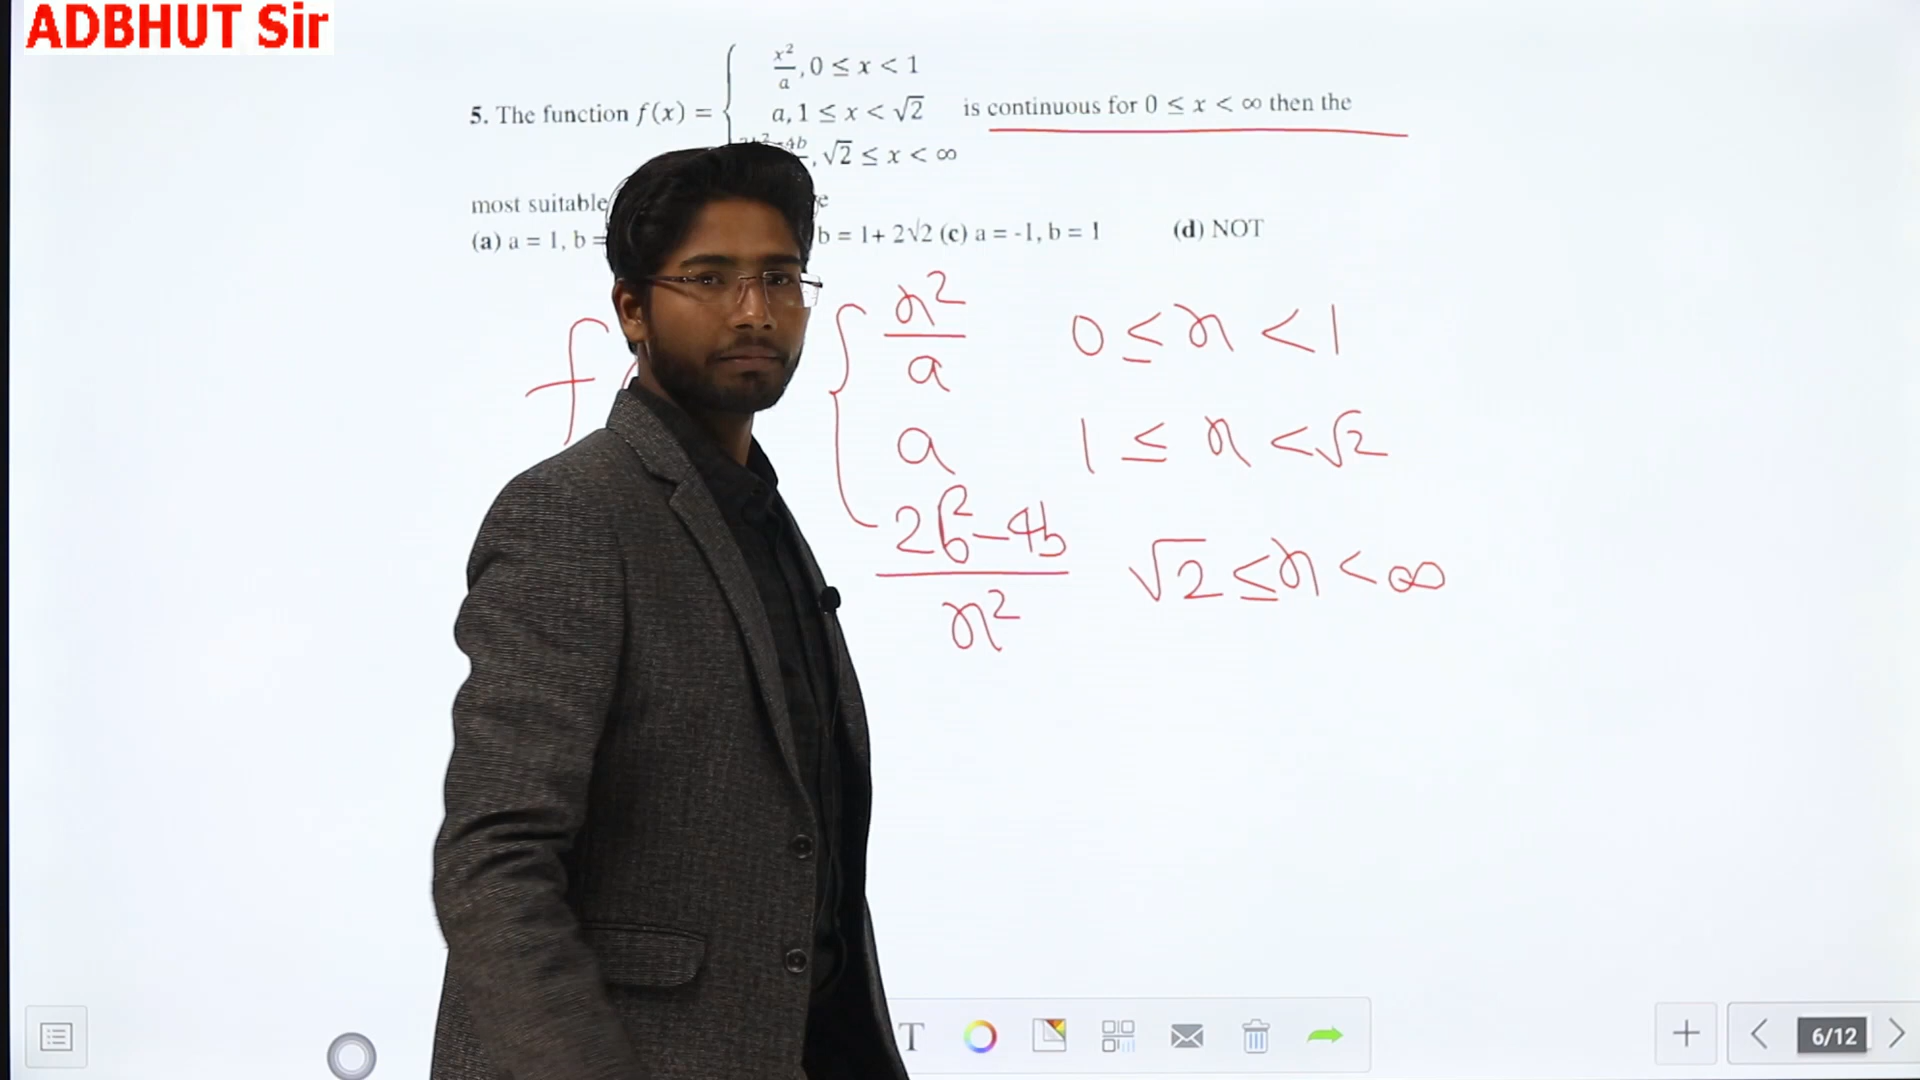 ADBHUT Sir
5. The function f(x) = { x²/a, 0 ≤ x < 1
a, 1 ≤ x < √2 is continuous for 0 ≤ x < ∞ then the
-4b, √2 ≤ x < ∞
most suitable
(a) a = 1, b = b = 1+ 2√2 (c) a = -1, b = 1 (d) NOT
f { x²/a 0 ≤ x < 1
a 1 ≤ x < √2
2b²-4b/x² √2 ≤ x < ∞
T 6/12